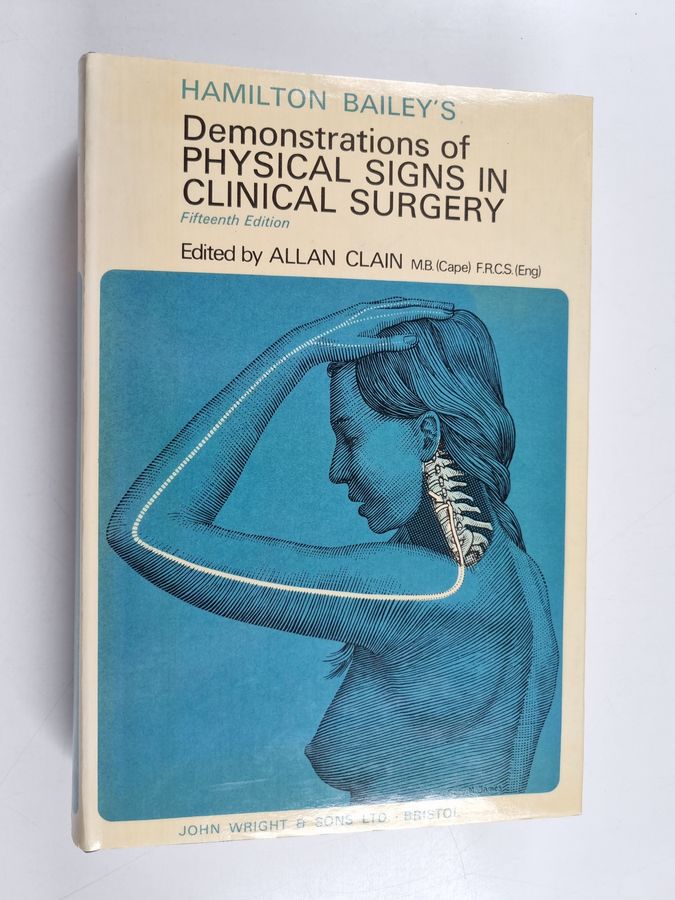 HAMILTON BAILEY'S
Demonstrations of
PHYSICAL SIGNS IN
CLINICAL SURGERY
Fifteenth Edition
Edited by ALLAN CLAIN M.B. (Cape) F.R.C.S. (Eng)
JOHN WRIGHT & SONS LTD. · BRISTOL